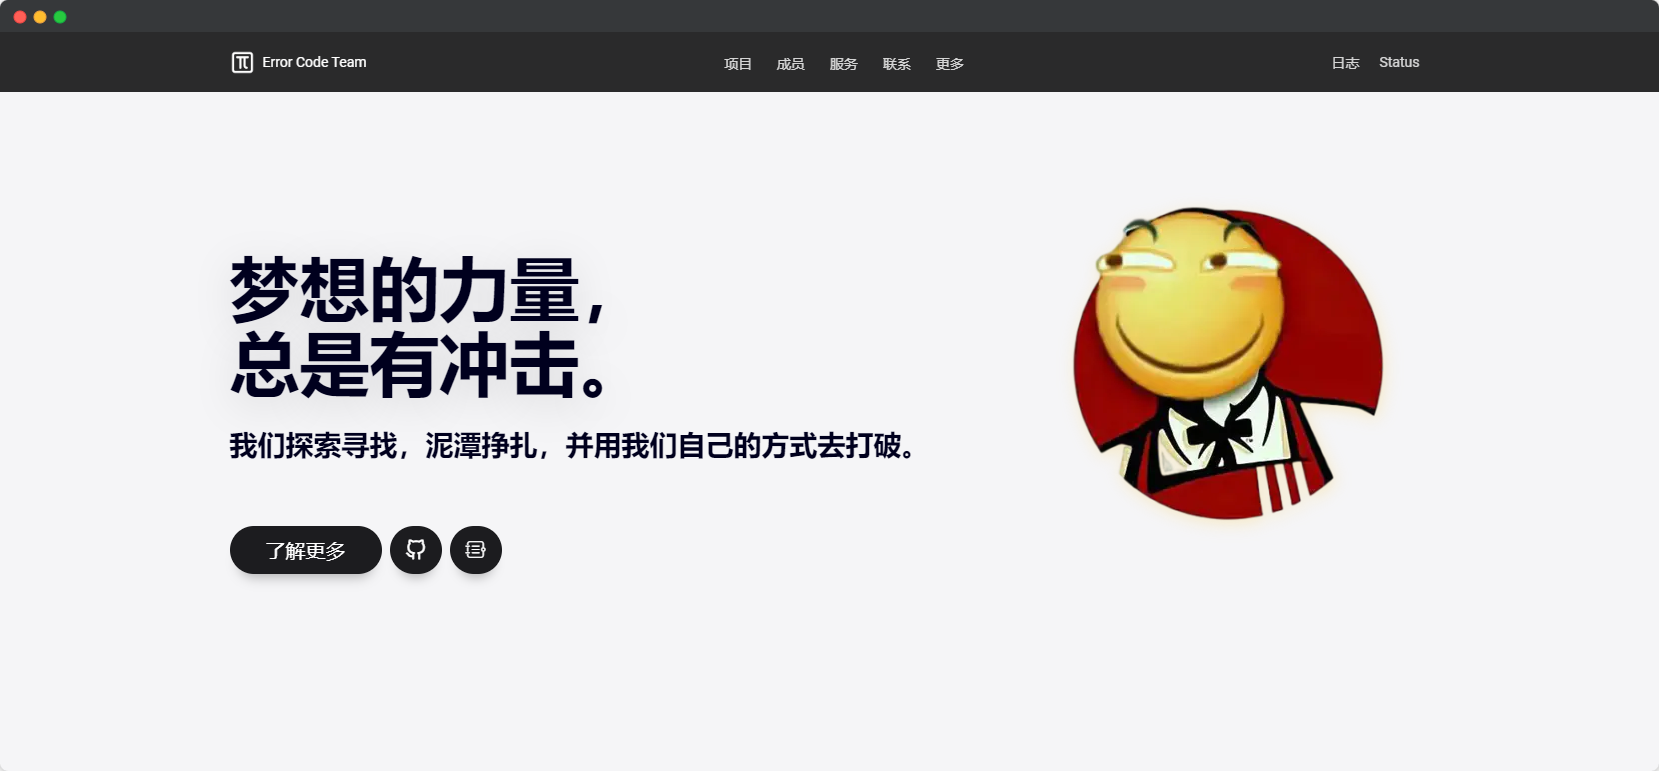 Error Code Team
项目 成员 服务 联系 更多
日志 Status
梦想的力量，
总是有冲击。
我们探索寻找，泥潭挣扎，并用我们自己的方式去打破。
了解更多